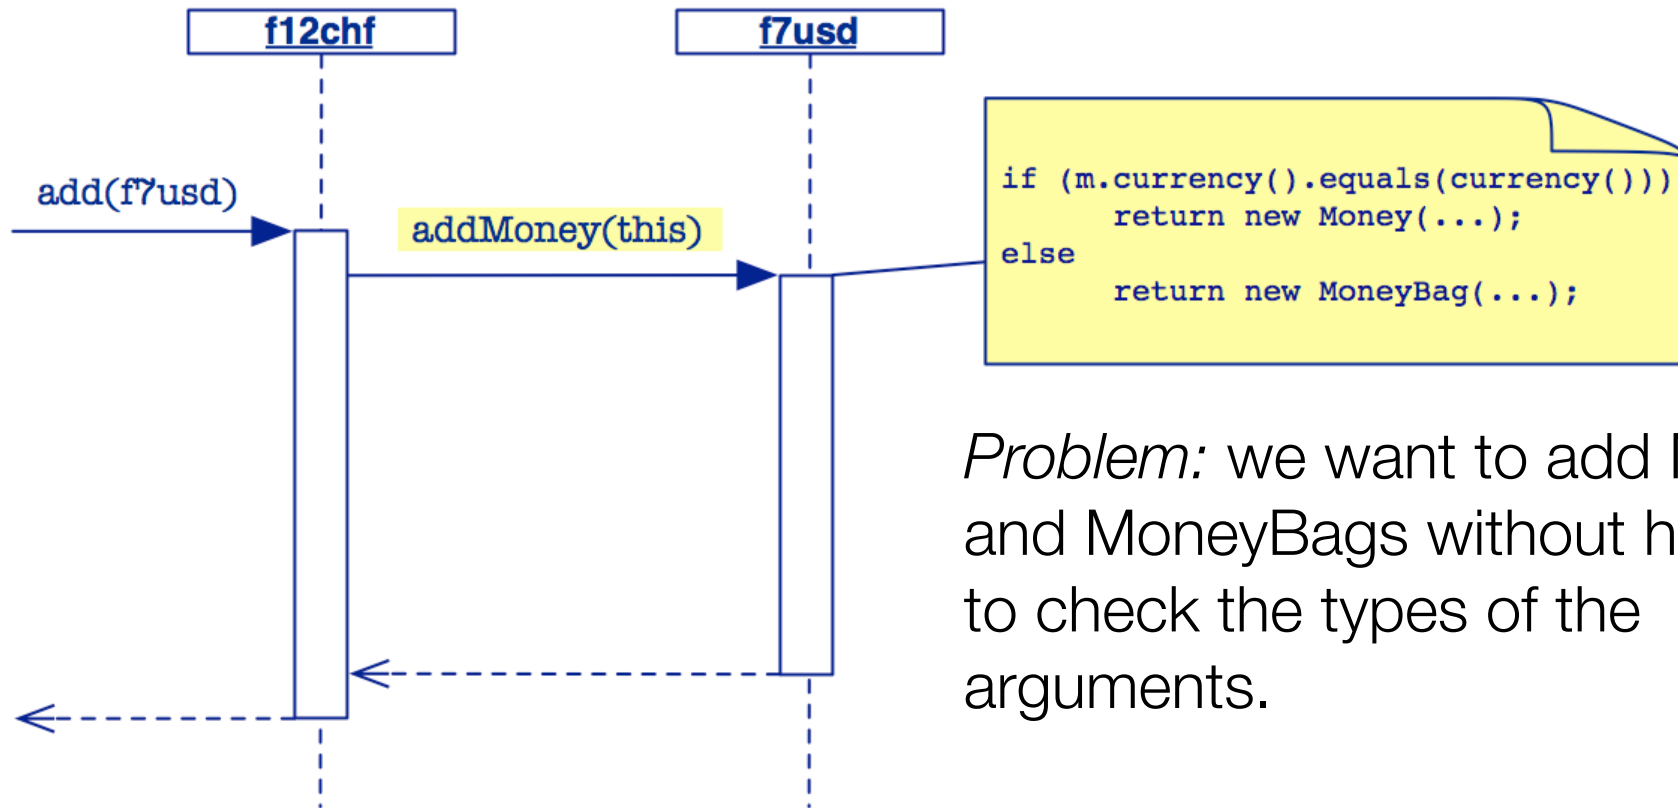 f12chf
f7usd
add(f7usd)
addMoney(this)
if (m.currency().equals(currency()))
return new Money(...);
else
return new MoneyBag(...);
Problem: we want to add
and MoneyBags without
to check the types of the
arguments.